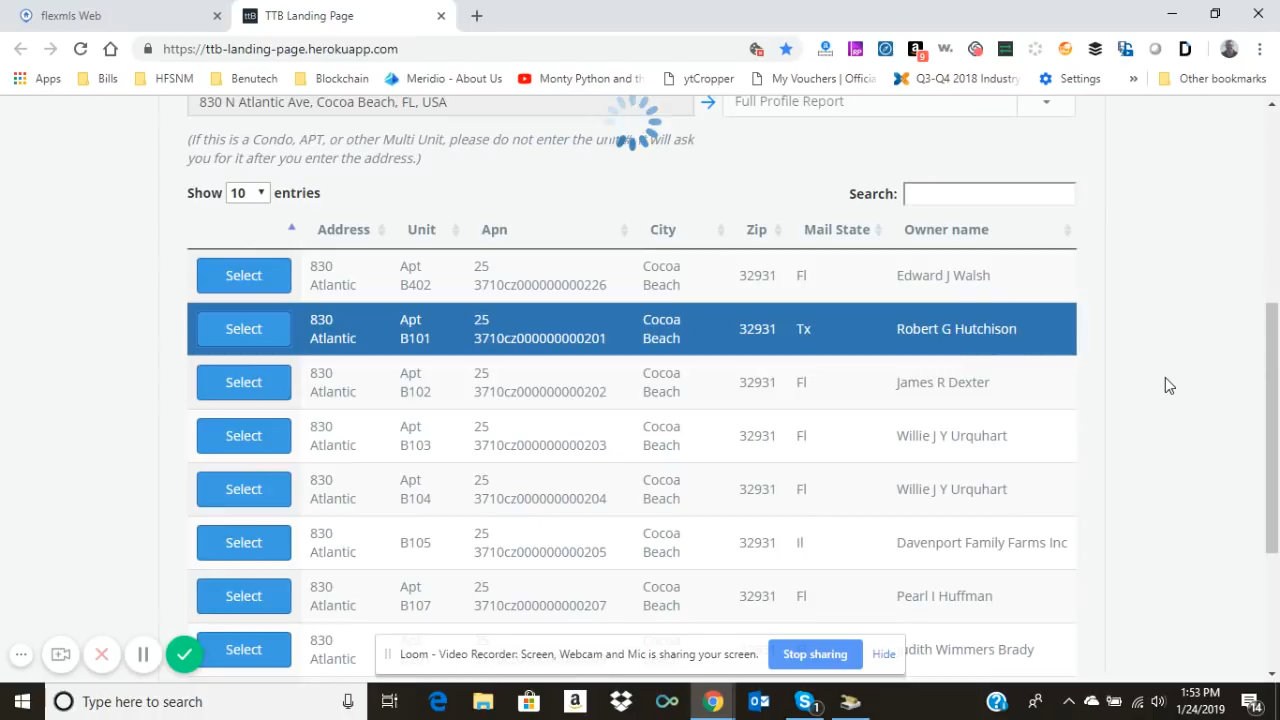 flexmls Web
ttB
TTB Landing Page
https://ttb-landing-page.herokuapp.com
g
w.
D
Apps
Bills
HFSNM
Benutech
Blockchain
Meridio - About Us
Monty Python and th
ytCropper
My Vouchers | Offici
Q3-Q4 2018 Industry
Settings
»
Other bookmarks
830 N Atlantic Ave, Cocoa Beach, FL, USA
Full Profile Report
(If this is a Condo, APT, or other Multi Unit, please do not enter the ill ask
you for it after you enter the address.)
Show 10 entries
Search:
Address Unit Apn City Zip Mail State Owner name
Select 830 Atlantic Apt B402 25 3710cz000000000226 Cocoa Beach 32931 Fl Edward J Walsh
Select 830 Atlantic Apt B101 25 3710cz000000000201 Cocoa Beach 32931 Tx Robert G Hutchison
Select 830 Atlantic Apt B102 25 3710cz000000000202 Cocoa Beach 32931 Fl James R Dexter
Select 830 Atlantic Apt B103 25 3710cz000000000203 Cocoa Beach 32931 Fl Willie J Y Urquhart
Select 830 Atlantic Apt B104 25 3710cz000000000204 Cocoa Beach 32931 Fl Willie J Y Urquhart
Select 830 Atlantic B105 25 3710cz000000000205 Cocoa Beach 32931 Il Davenport Family Farms Inc
Select 830 Atlantic Apt B107 25 3710cz000000000207 Cocoa Beach 32931 Fl Pearl I Huffman
Select 830 Atlantic udith Wimmers Brady
Loom - Video Recorder: Screen, Webcam and Mic is sharing your screen.
Stop sharing
Hide
Type here to search
1
1:53 PM
1/24/2019
14